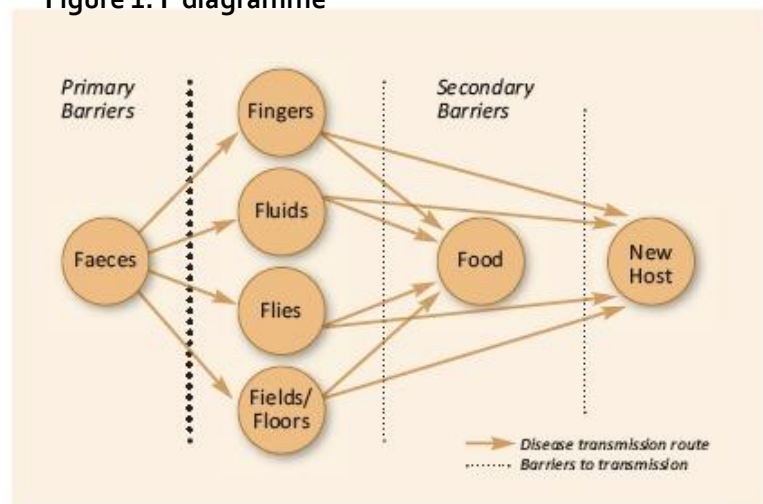 Figure 1: F diagramme
Primary
Barriers
Secondary
Barriers
Fingers
Fluids
Faeces
Food
New
Host
Flies
Fields/
Floors
Disease transmission route
Barriers to transmission